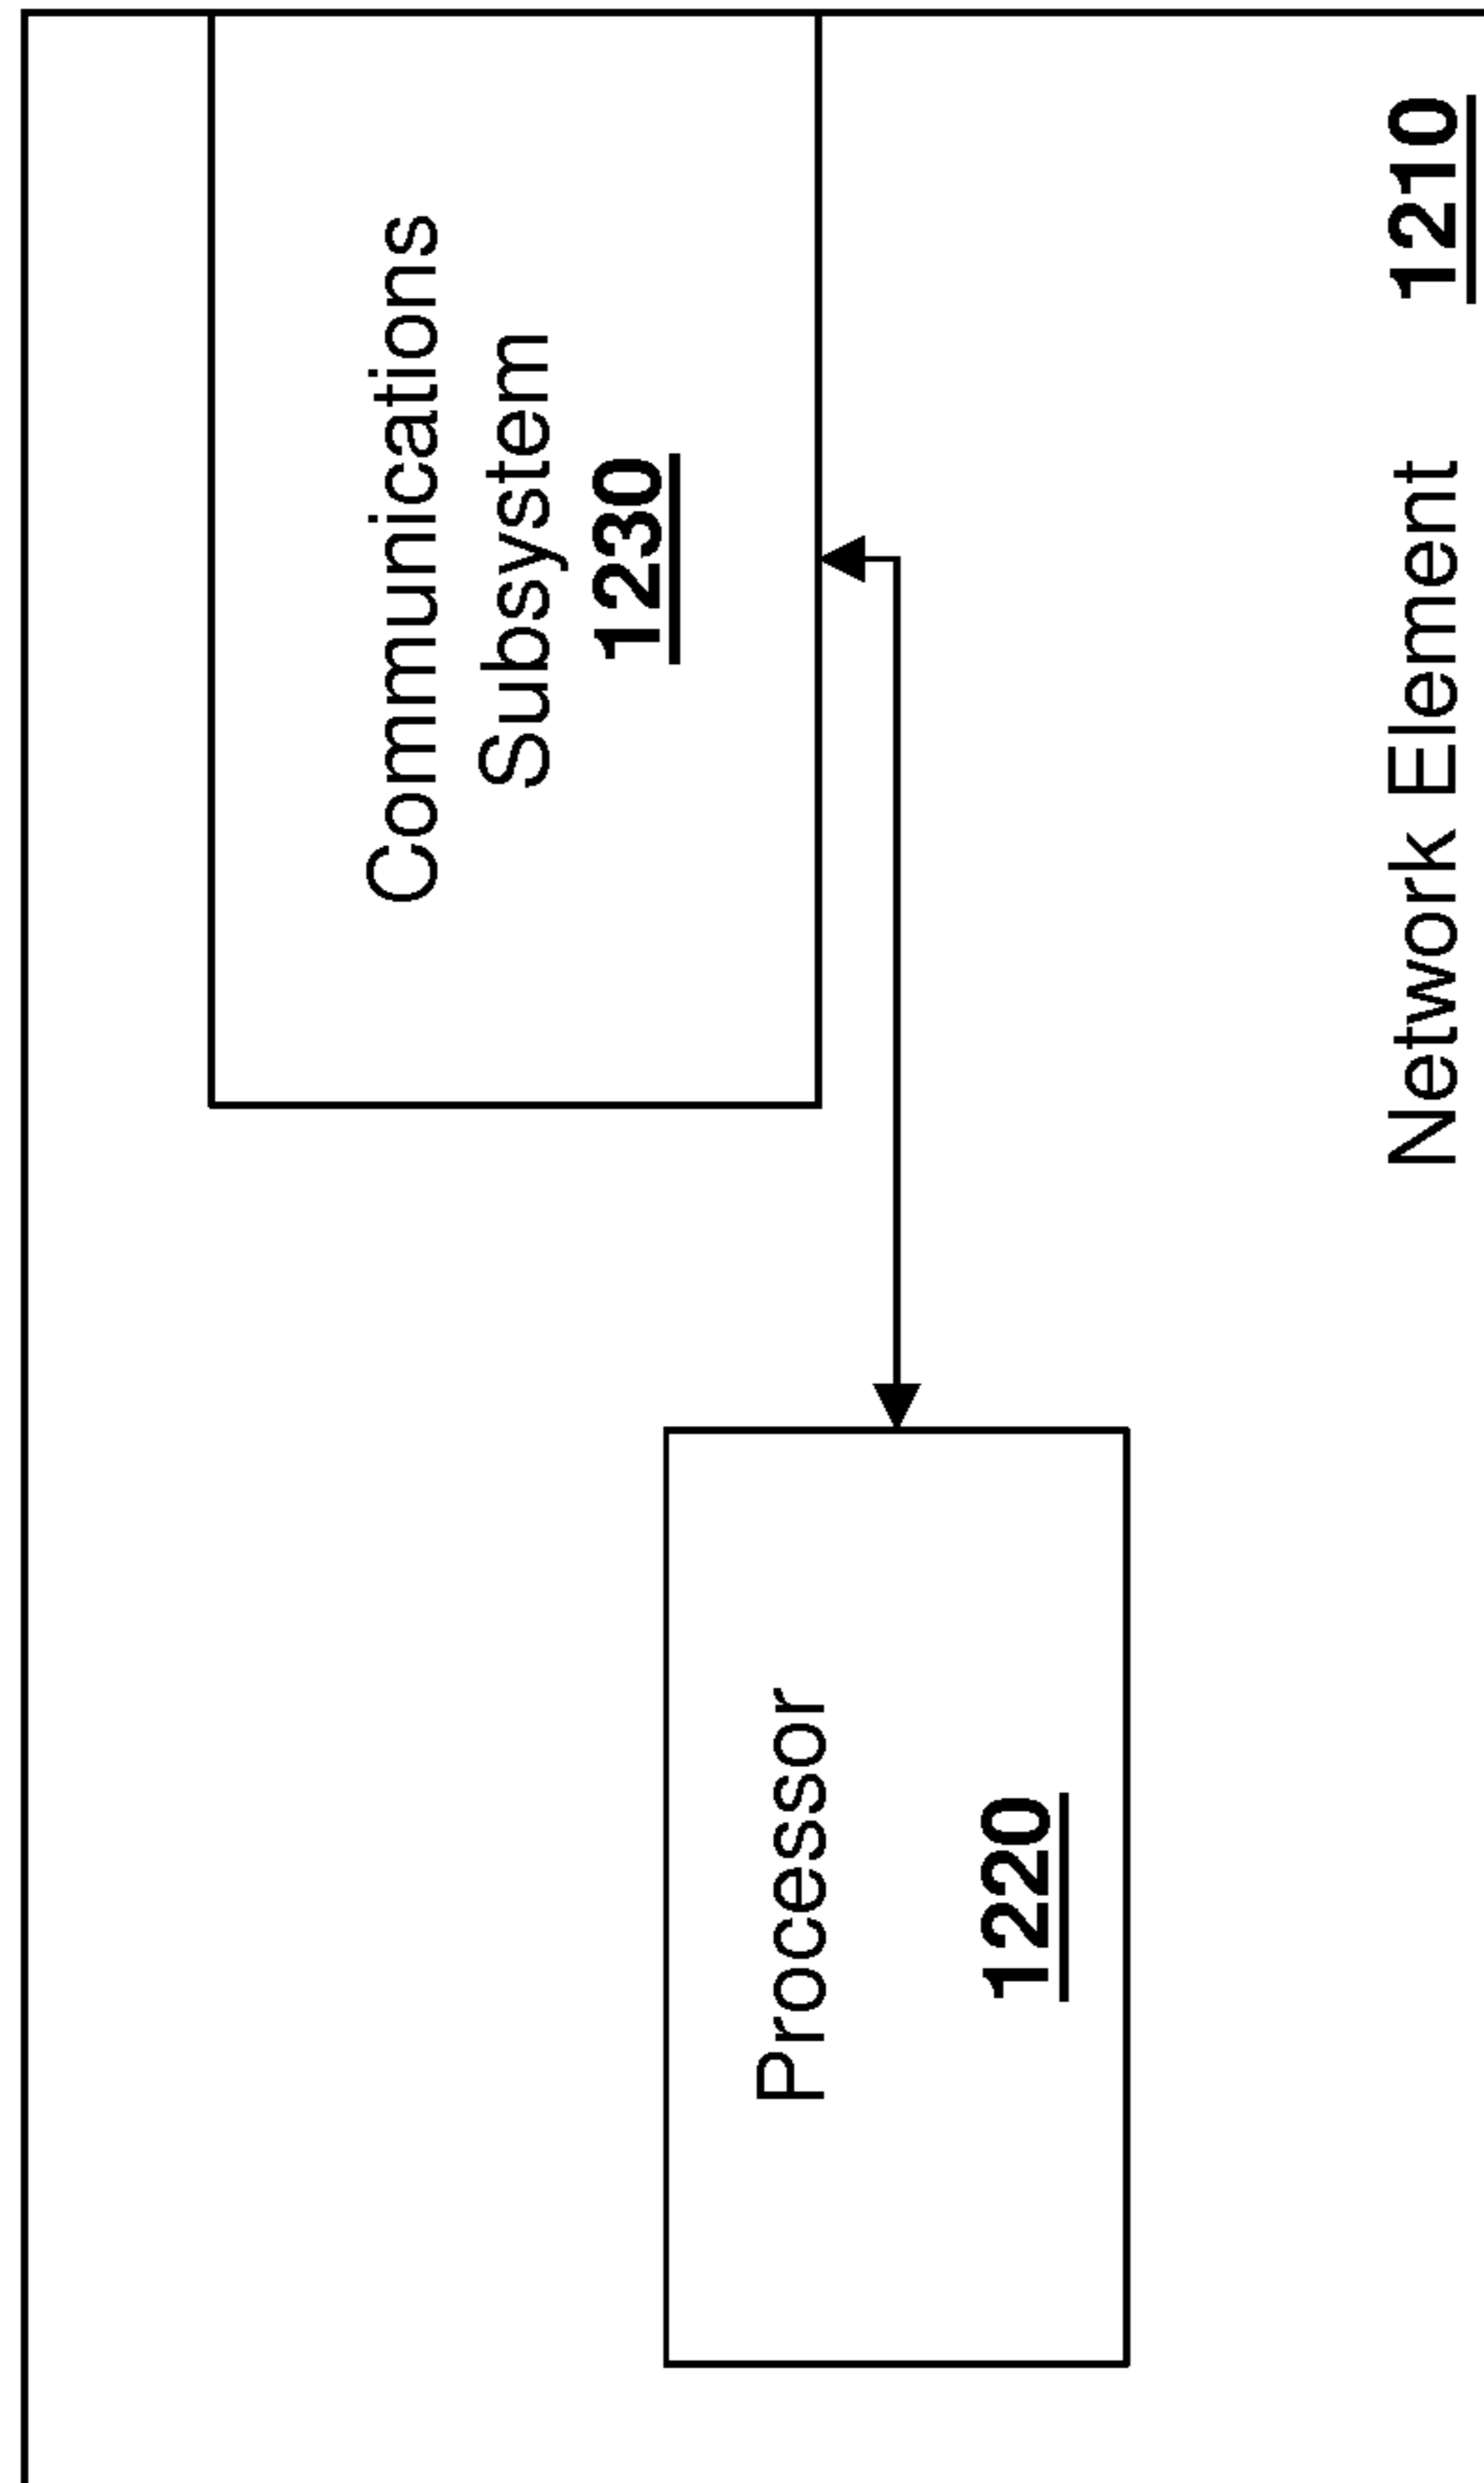 Communications
Subsystem
1230
Processor
1220
Network Element 1210